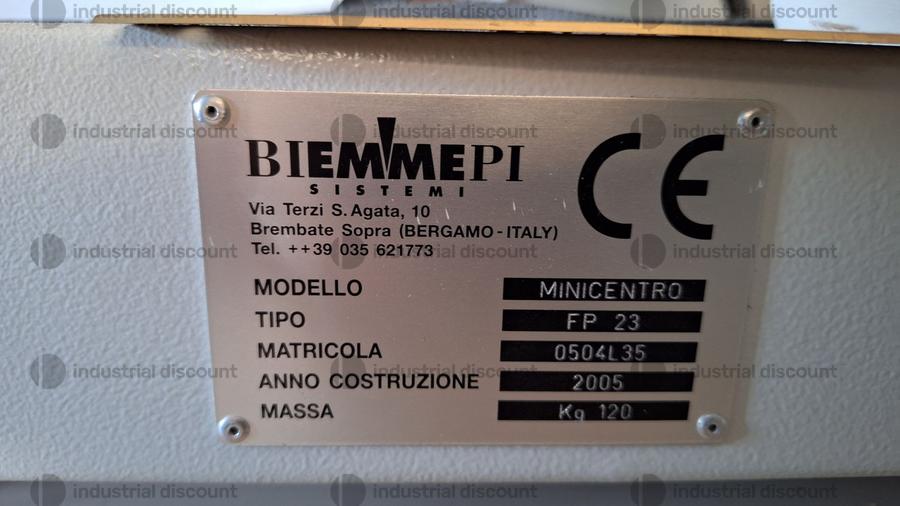 BIEMMEPI
SISTEMI
CE
Via Terzi S. Agata, 10
Brembate Sopra (BERGAMO - ITALY)
Tel. ++39 035 621773
MODELLO MINICENTRO
TIPO FP 23
MATRICOLA 0504L35
ANNO COSTRUZIONE 2005
MASSA Kg 120
industrial discount